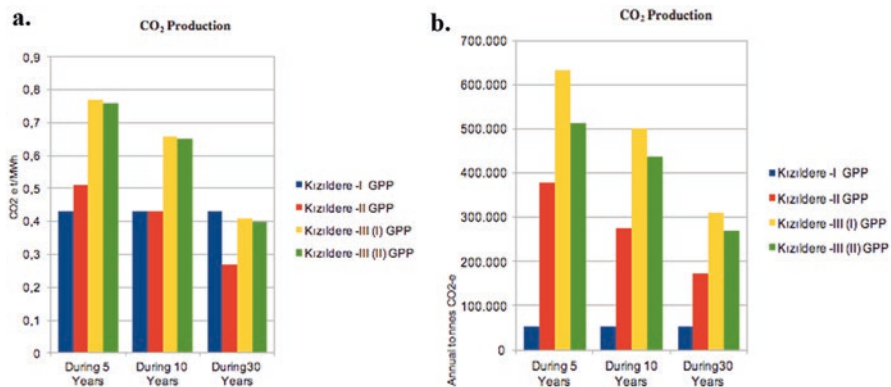 a.
CO₂ Production
CO2 e t/MWh
0,9
0,8
0,7
0,6
0,5
0,4
0,3
0,2
0,1
0
During 5
Years
During 10
Years
During30
Years
Kızıldere -I GPP
Kızıldere -II GPP
Kızıldere -III (I) GPP
Kızıldere -III (II) GPP
b.
CO₂ Production
Annual tonnes CO2-e
700.000
600.000
500.000
400.000
300.000
200.000
100.000
0
During 5
Years
During 10
Years
During30
Years
Kızıldere -I GPP
Kızıldere -II GPP
Kızıldere -III (I) GPP
Kızıldere -III (II) GPP